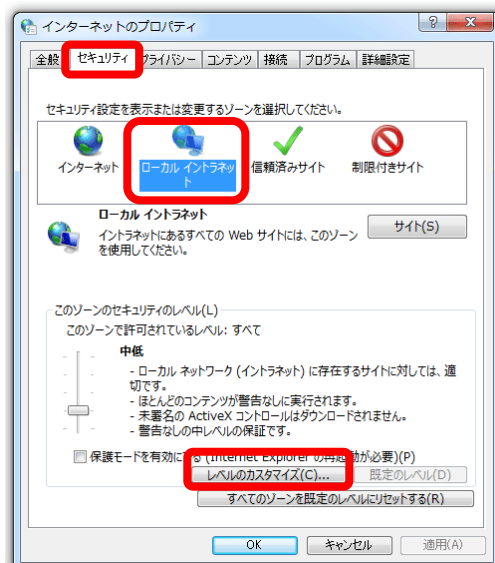 インターネットのプロパティ
全般 セキュリティ プライバシー コンテンツ 接続 プログラム 詳細設定
セキュリティ設定を表示または変更するゾーンを選択してください。
インターネット ローカル イントラネッ 信頼済みサイト 制限付きサイト
ト
ローカル イントラネット
サイト(S)
イントラネットにあるすべての Web サイトには、このゾーン
を使用してください。
このゾーンのセキュリティのレベル(L)
このゾーンで許可されているレベル: すべて
中低
- ローカル ネットワーク (イントラネット) に存在するサイトに対しては、適
切です。
- ほとんどのコンテンツが警告なしに実行されます。
- 未署名の ActiveX コントロールはダウンロードされません。
- 警告なしの中レベルの保証です。
保護モードを有効にする (Internet Explorer の再起動が必要)(P)
レベルのカスタマイズ(C)... 既定のレベル(D)
すべてのゾーンを既定のレベルにリセットする(R)
OK キャンセル 適用(A)